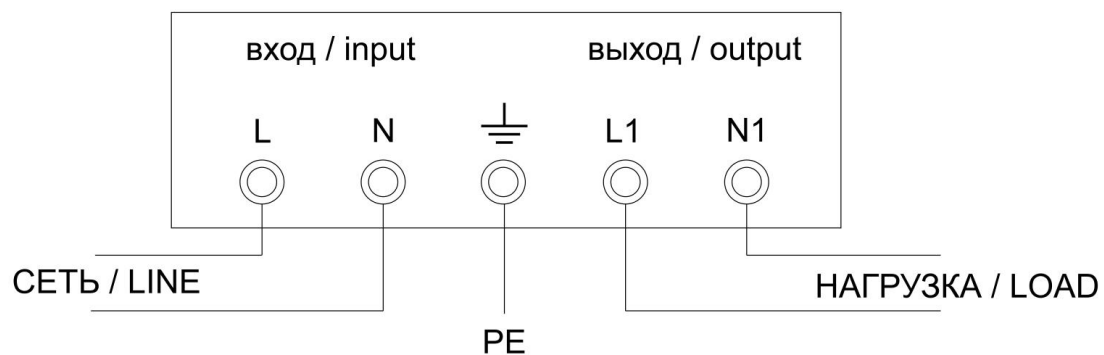 вход / input
выход / output
L
N
L1
N1
СЕТЬ / LINE
НАГРУЗКА / LOAD
PE